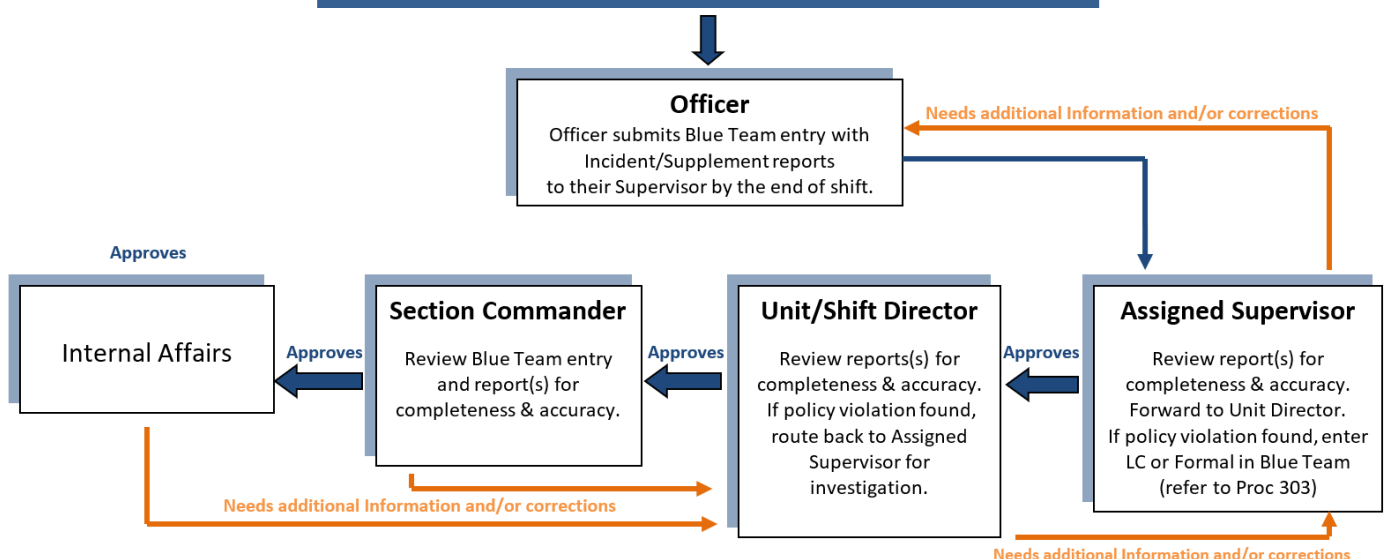 Officer
Officer submits Blue Team entry with
Incident/Supplement reports
to their Supervisor by the end of shift.
Needs additional Information and/or corrections
Approves
Internal Affairs
Approves
Section Commander
Review Blue Team entry
and report(s) for
completeness & accuracy.
Approves
Unit/Shift Director
Review reports(s) for
completeness & accuracy.
If policy violation found,
route back to Assigned
Supervisor for
investigation.
Approves
Assigned Supervisor
Review report(s) for
completeness & accuracy.
Forward to Unit Director.
If policy violation found, enter
LC or Formal in Blue Team
(refer to Proc 303)
Needs additional Information and/or corrections
Needs additional Information and/or corrections